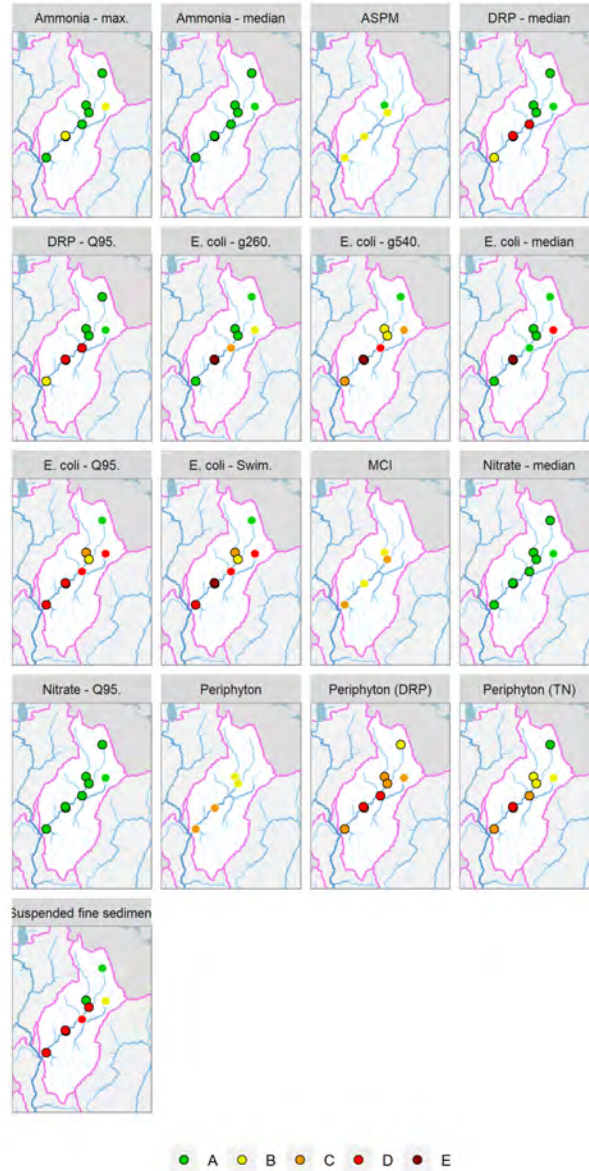 Ammonia - max.
Ammonia - median
ASPM
DRP - median
DRP - Q95.
E. coli - g260.
E. coli - g540.
E. coli - median
E. coli - Q95.
E. coli - Swim.
MCI
Nitrate - median
Nitrate - Q95.
Periphyton
Periphyton (DRP)
Periphyton (TN)
Suspended fine sedimen
A B C D E